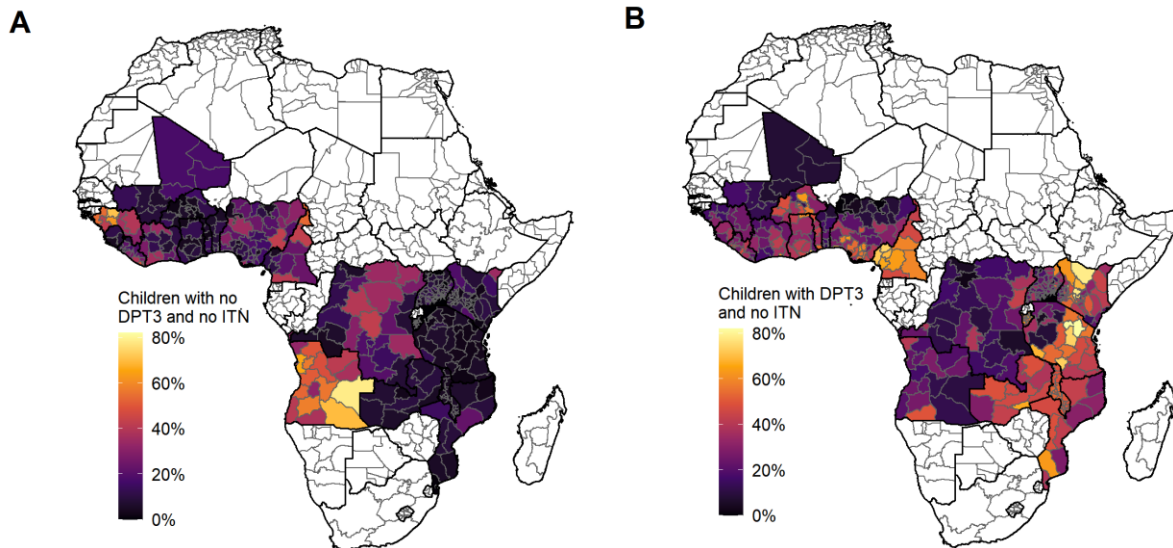 A
B
Children with no
DPT3 and no ITN
80%
60%
40%
20%
0%
Children with DPT3
and no ITN
80%
60%
40%
20%
0%